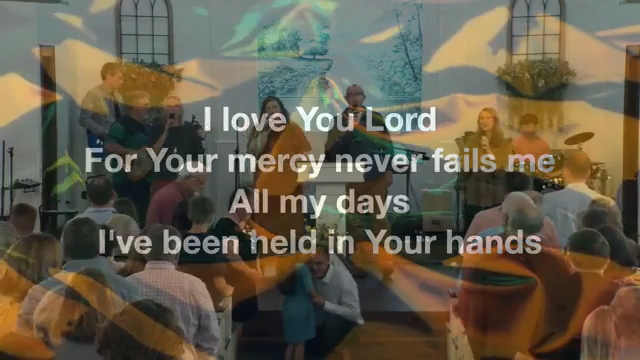 I love You Lord
For Your mercy never fails me
All my days
I've been held in Your hands